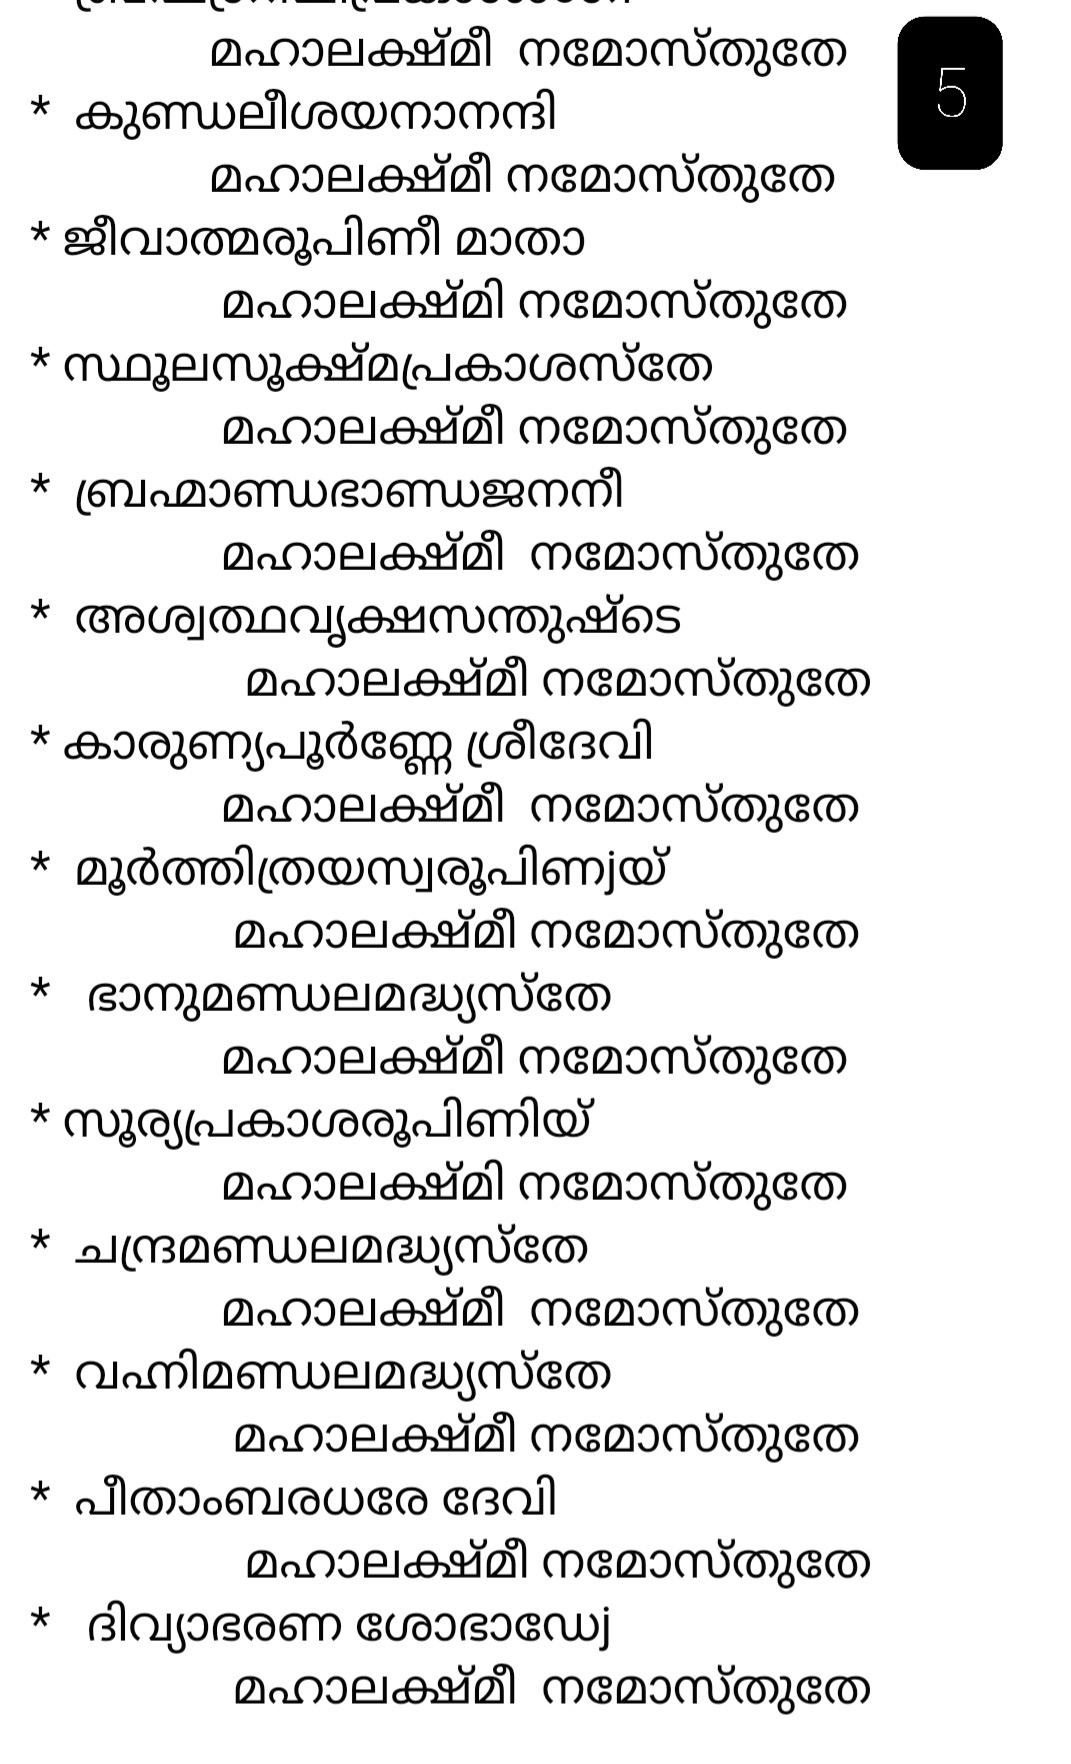 മഹാലക്ഷ്മീ നമോസ്തുതേ
5
* കുണ്ഡലീശയനാനന്ദി
മഹാലക്ഷ്മീ നമോസ്തുതേ
* ജീവാത്മരൂപിണീ മാതാ
മഹാലക്ഷ്മി നമോസ്തുതേ
* സ്ഥൂലസൂക്ഷ്മപ്രകാശസ്തേ
മഹാലക്ഷ്മീ നമോസ്തുതേ
* ബ്രഹ്മാണ്ഡഭാണ്ഡജനനീ
മഹാലക്ഷ്മീ നമോസ്തുതേ
* അശ്വത്ഥവൃക്ഷസന്തുഷ്ടെ
മഹാലക്ഷ്മീ നമോസ്തുതേ
* കാരുണ്യപൂർണ്ണേ ശ്രീദേവി
മഹാലക്ഷ്മീ നമോസ്തുതേ
* മൂർത്തിത്രയസ്വരൂപിണjയ്
മഹാലക്ഷ്മീ നമോസ്തുതേ
* ഭാനുമണ്ഡലമദ്ധ്യസ്തേ
മഹാലക്ഷ്മീ നമോസ്തുതേ
* സൂര്യപ്രകാശരൂപിണിയ്
മഹാലക്ഷ്മി നമോസ്തുതേ
* ചന്ദ്രമണ്ഡലമദ്ധ്യസ്തേ
മഹാലക്ഷ്മീ നമോസ്തുതേ
* വഹ്നിമണ്ഡലമദ്ധ്യസ്തേ
മഹാലക്ഷ്മീ നമോസ്തുതേ
* പീതാംബരധരേ ദേവി
മഹാലക്ഷ്മീ നമോസ്തുതേ
* ദിവ്യാഭരണ ശോഭാഡേj
മഹാലക്ഷ്മീ നമോസ്തുതേ